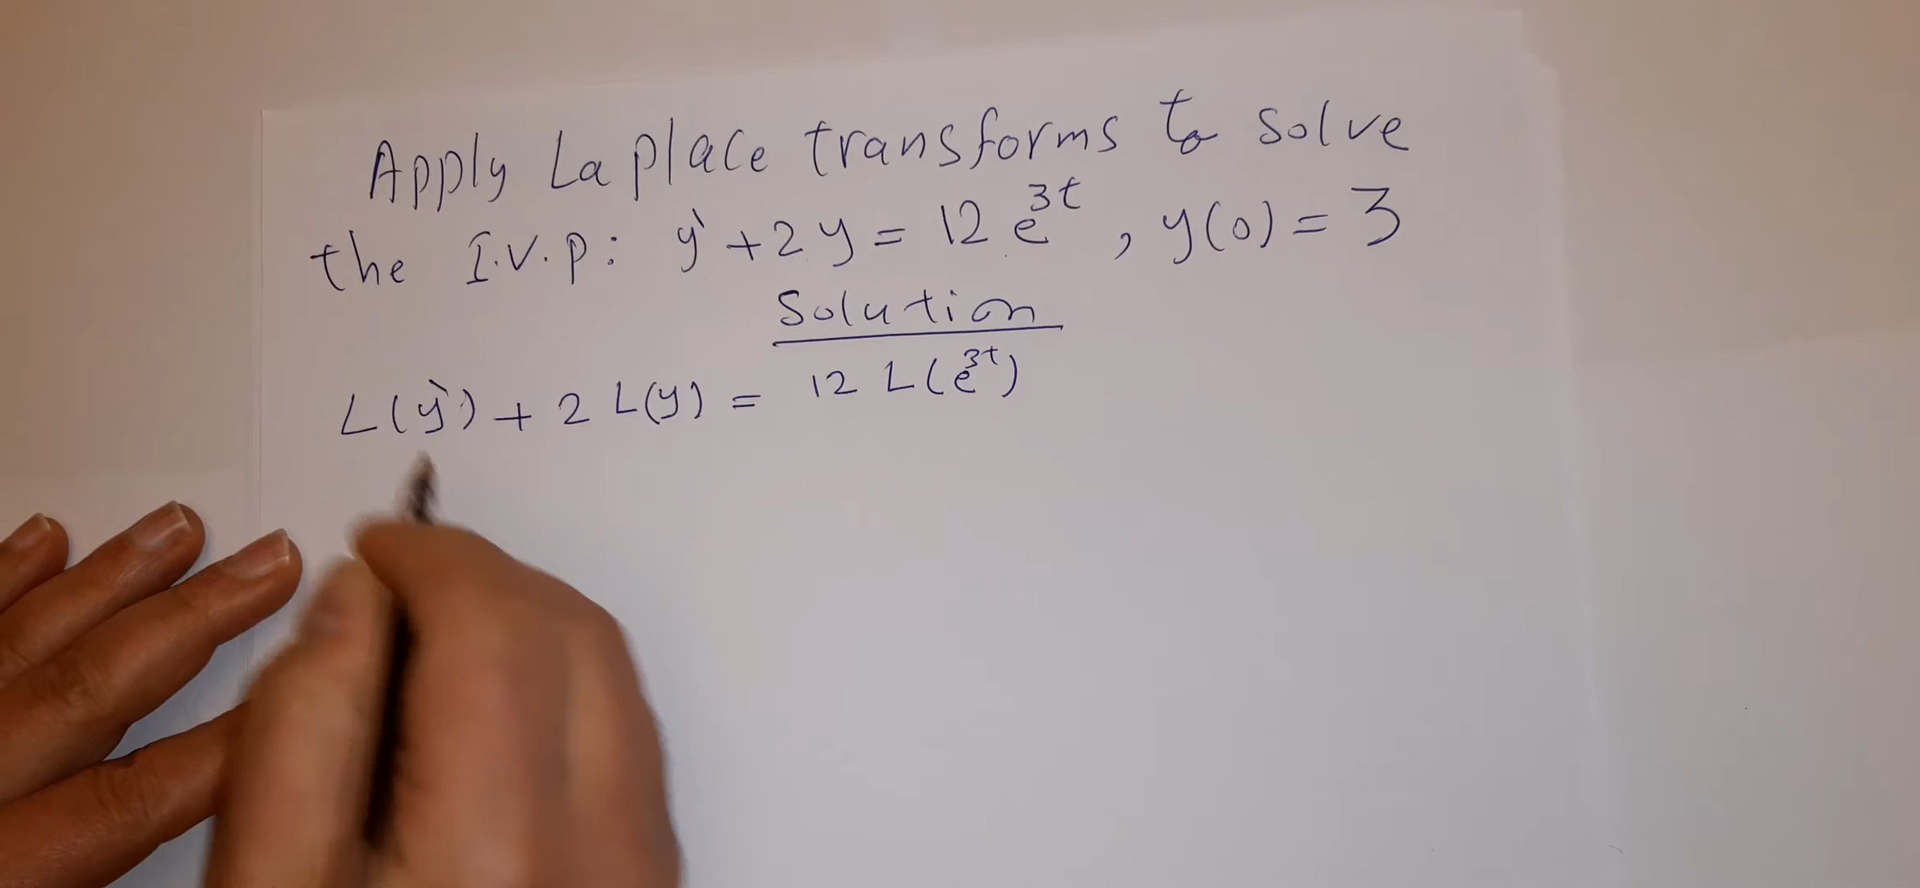 Apply Laplace transforms to solve
the I.V.P: y' + 2y = 12 e^{3t} , y(0) = 3
Solution
L(y') + 2 L(y) = 12 L(e^{3t})